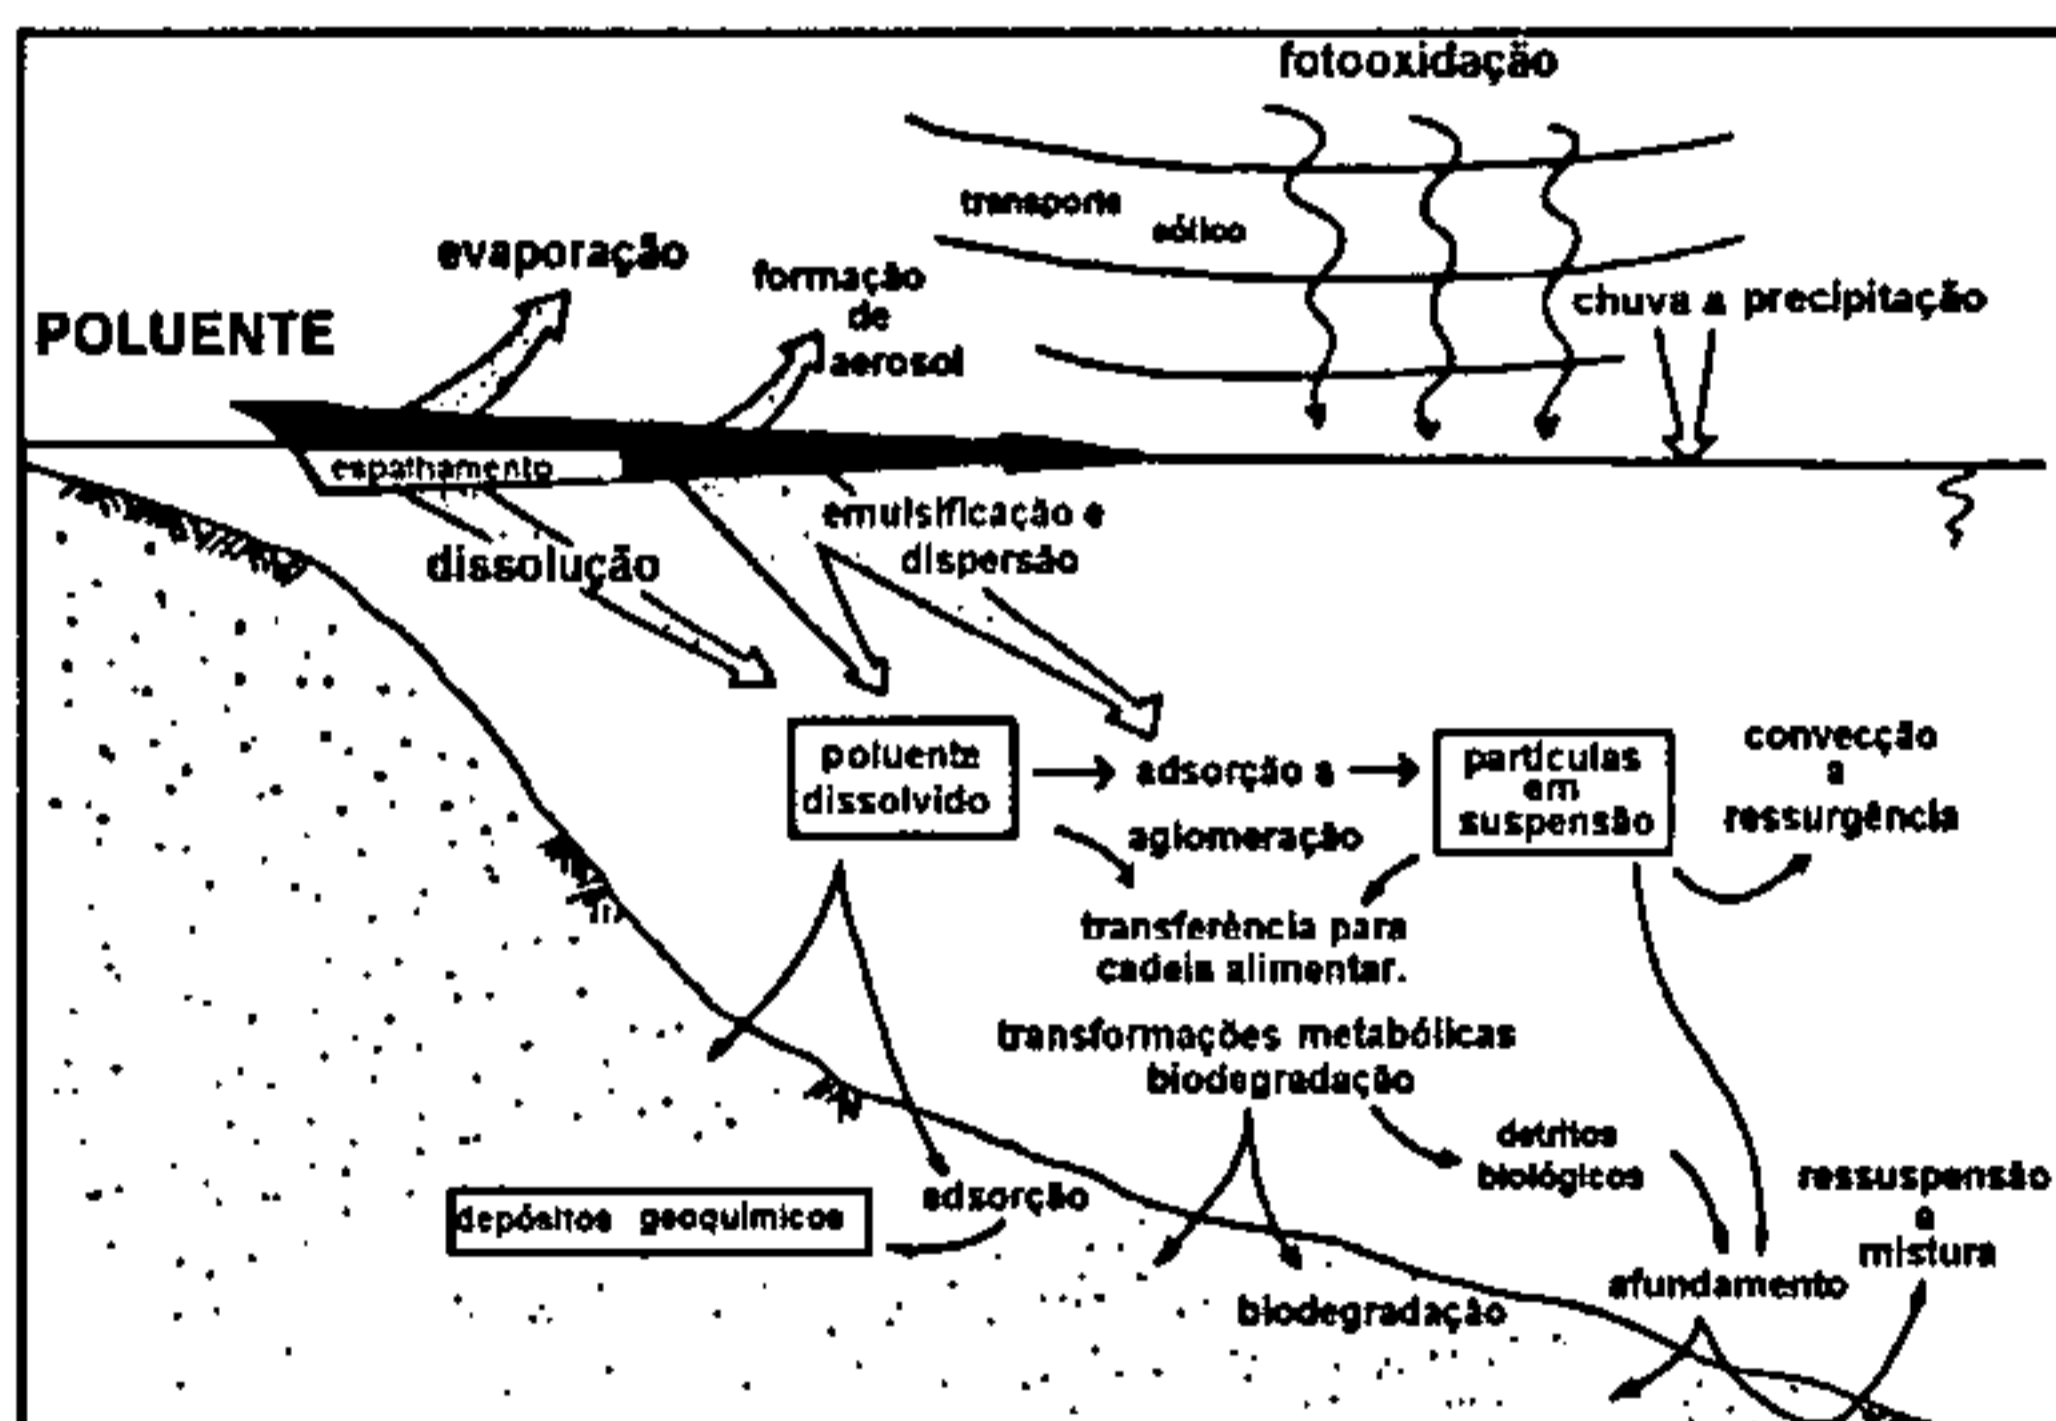 fotooxidação
transporte
eólico
evaporação
formação
de
aerosol
chuva e precipitação
POLUENTE
espalhamento
emulsificação e
dispersão
dissolução
poluente
dissolvido
adsorção e
aglomeração
partículas
em
suspensão
convecção
e
ressurgência
transferência para
cadeia alimentar.
transformações metabólicas
biodegradação
detritos
biológicos
ressuspensão
e
mistura
adsorção
depósitos geoquímicos
afundamento
biodegradação